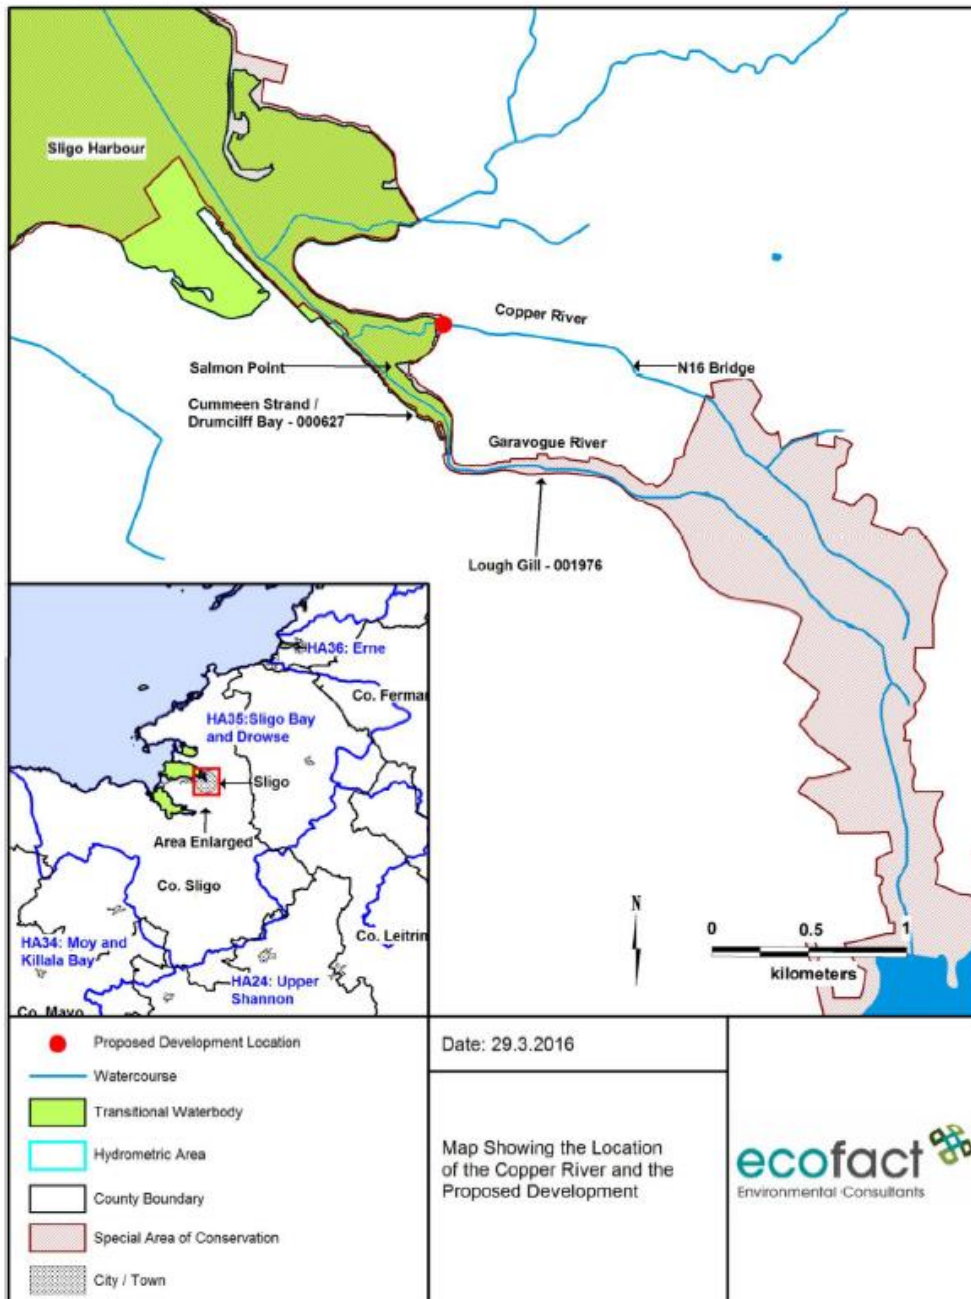 Sligo Harbour
Copper River
Salmon Point
N16 Bridge
Cummeen Strand /
Drumcilff Bay - 000627
Garavogue River
Lough Gill - 001976
HA36: Erne
Co. Fermar
HA35:Sligo Bay
and Drowse
Sligo
Area Enlarged
Co. Sligo
Co. Leitrin
HA34: Moy and
Killala Bay
HA24: Upper
Shannon
Co. Mayo
N
0 0.5 1
kilometers
Proposed Development Location
Watercourse
Transitional Waterbody
Hydrometric Area
County Boundary
Special Area of Conservation
City / Town
Date: 29.3.2016
Map Showing the Location
of the Copper River and the
Proposed Development
ecofact
Environmental Consultants